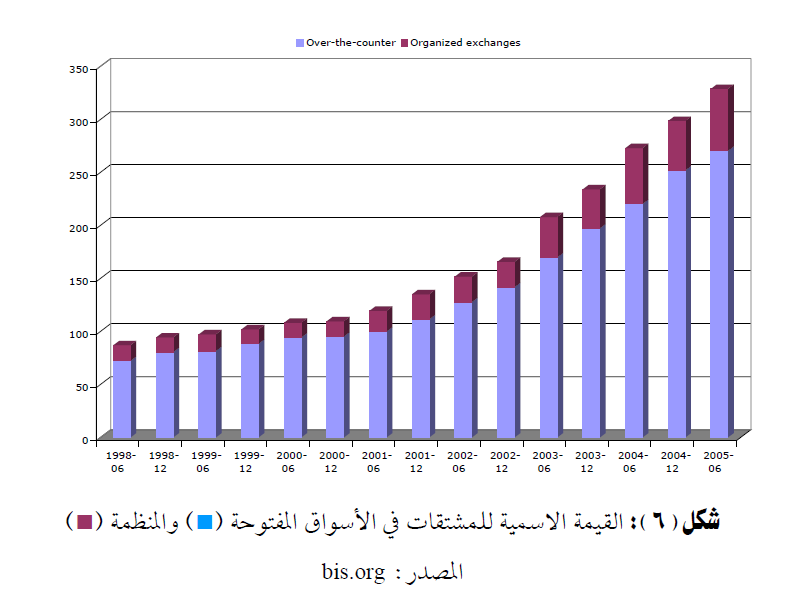 Over-the-counter Organized exchanges
350
300
250
200
150
100
50
0
1998-06 1998-12 1999-06 1999-12 2000-06 2000-12 2001-06 2001-12 2002-06 2002-12 2003-06 2003-12 2004-06 2004-12 2005-06
شكل (٦): القيمة الاسمية للمشتقات في الأسواق المفتوحة (■) والمنظمة (■)
المصدر: bis.org